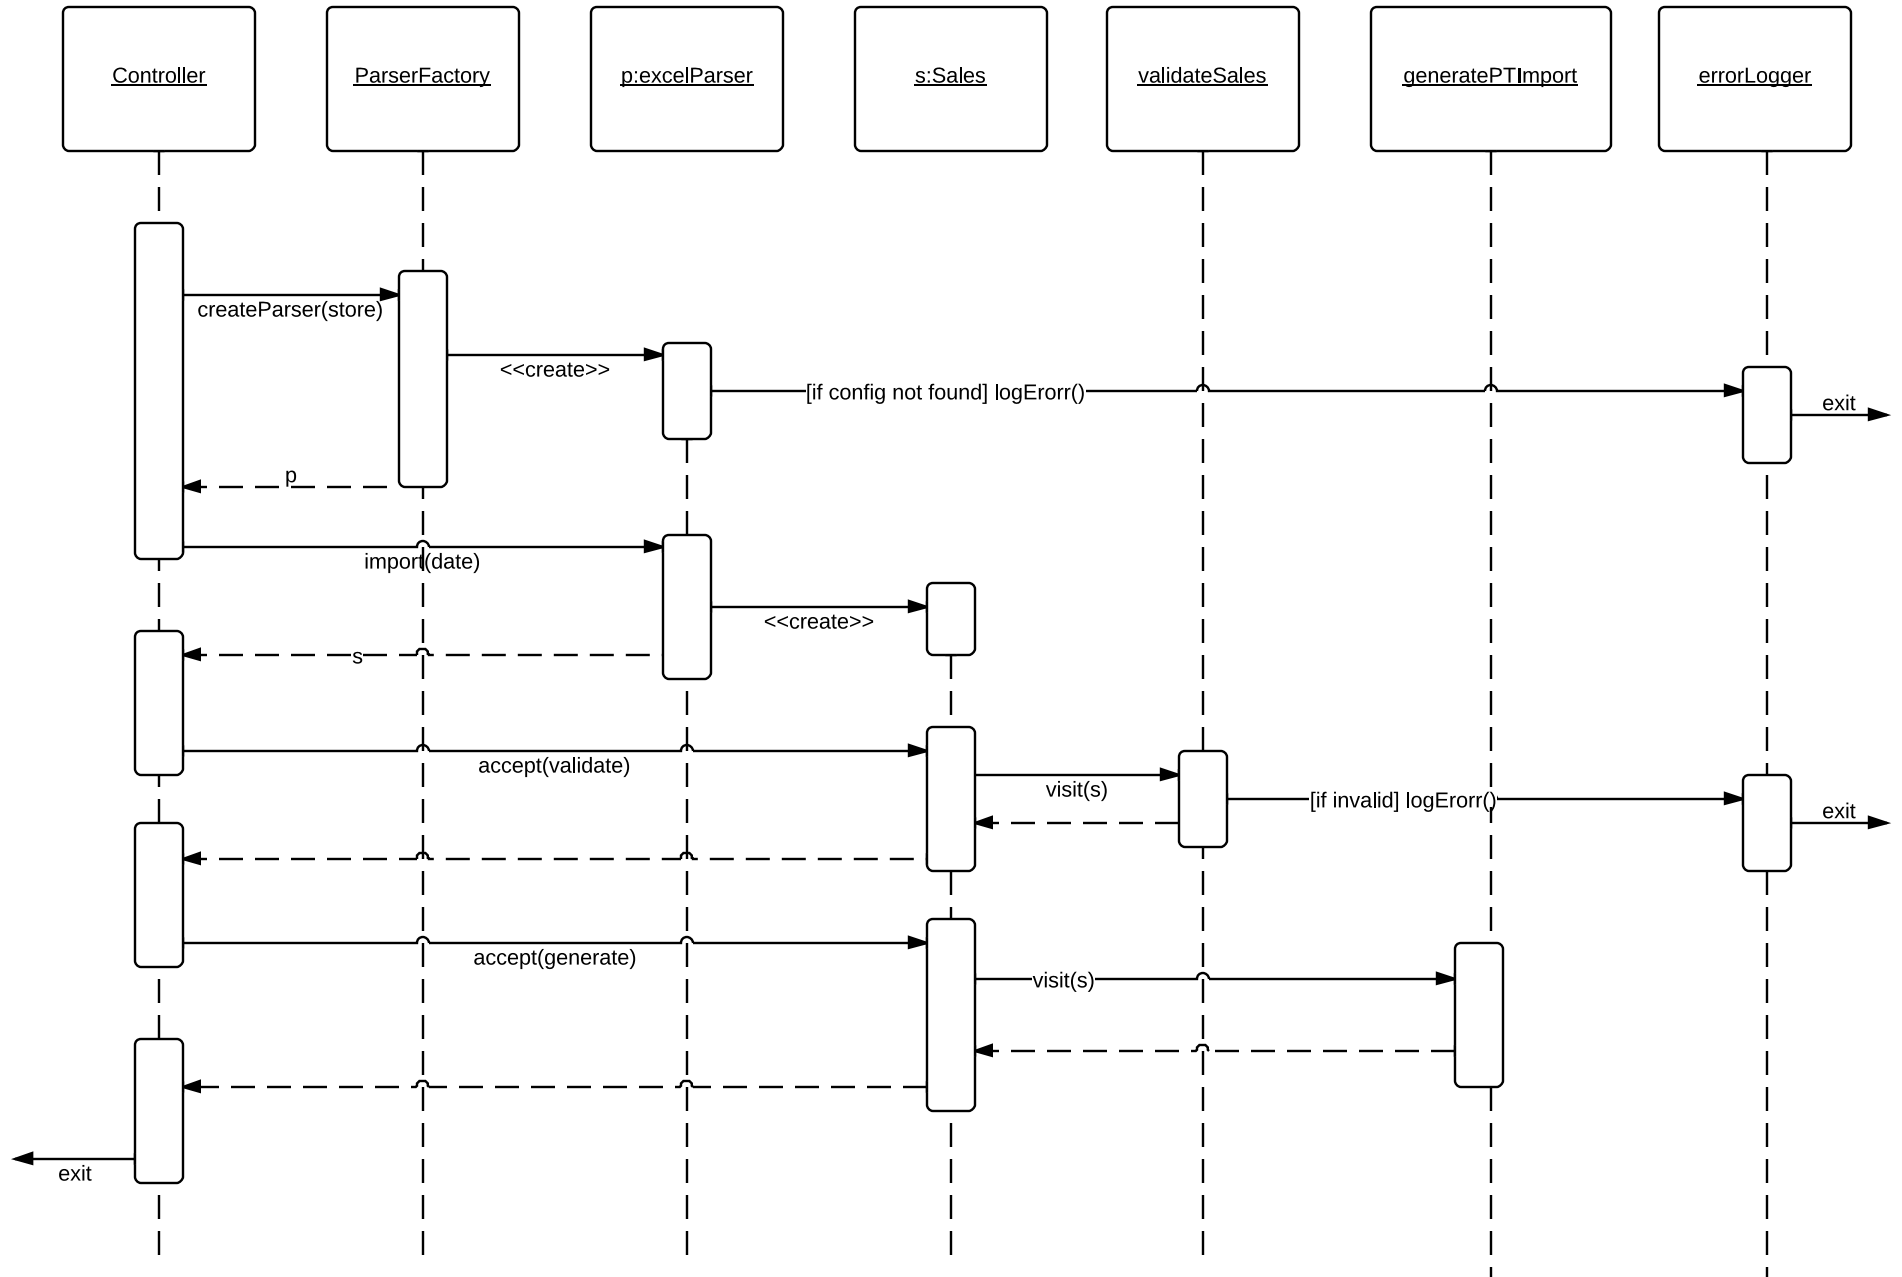 Controller
ParserFactory
p:excelParser
s:Sales
validateSales
generatePTImport
errorLogger
createParser(store)
<<create>>
[if config not found] logErorr()
exit
p
import(date)
<<create>>
s
accept(validate)
visit(s)
[if invalid] logErorr()
exit
accept(generate)
visit(s)
exit